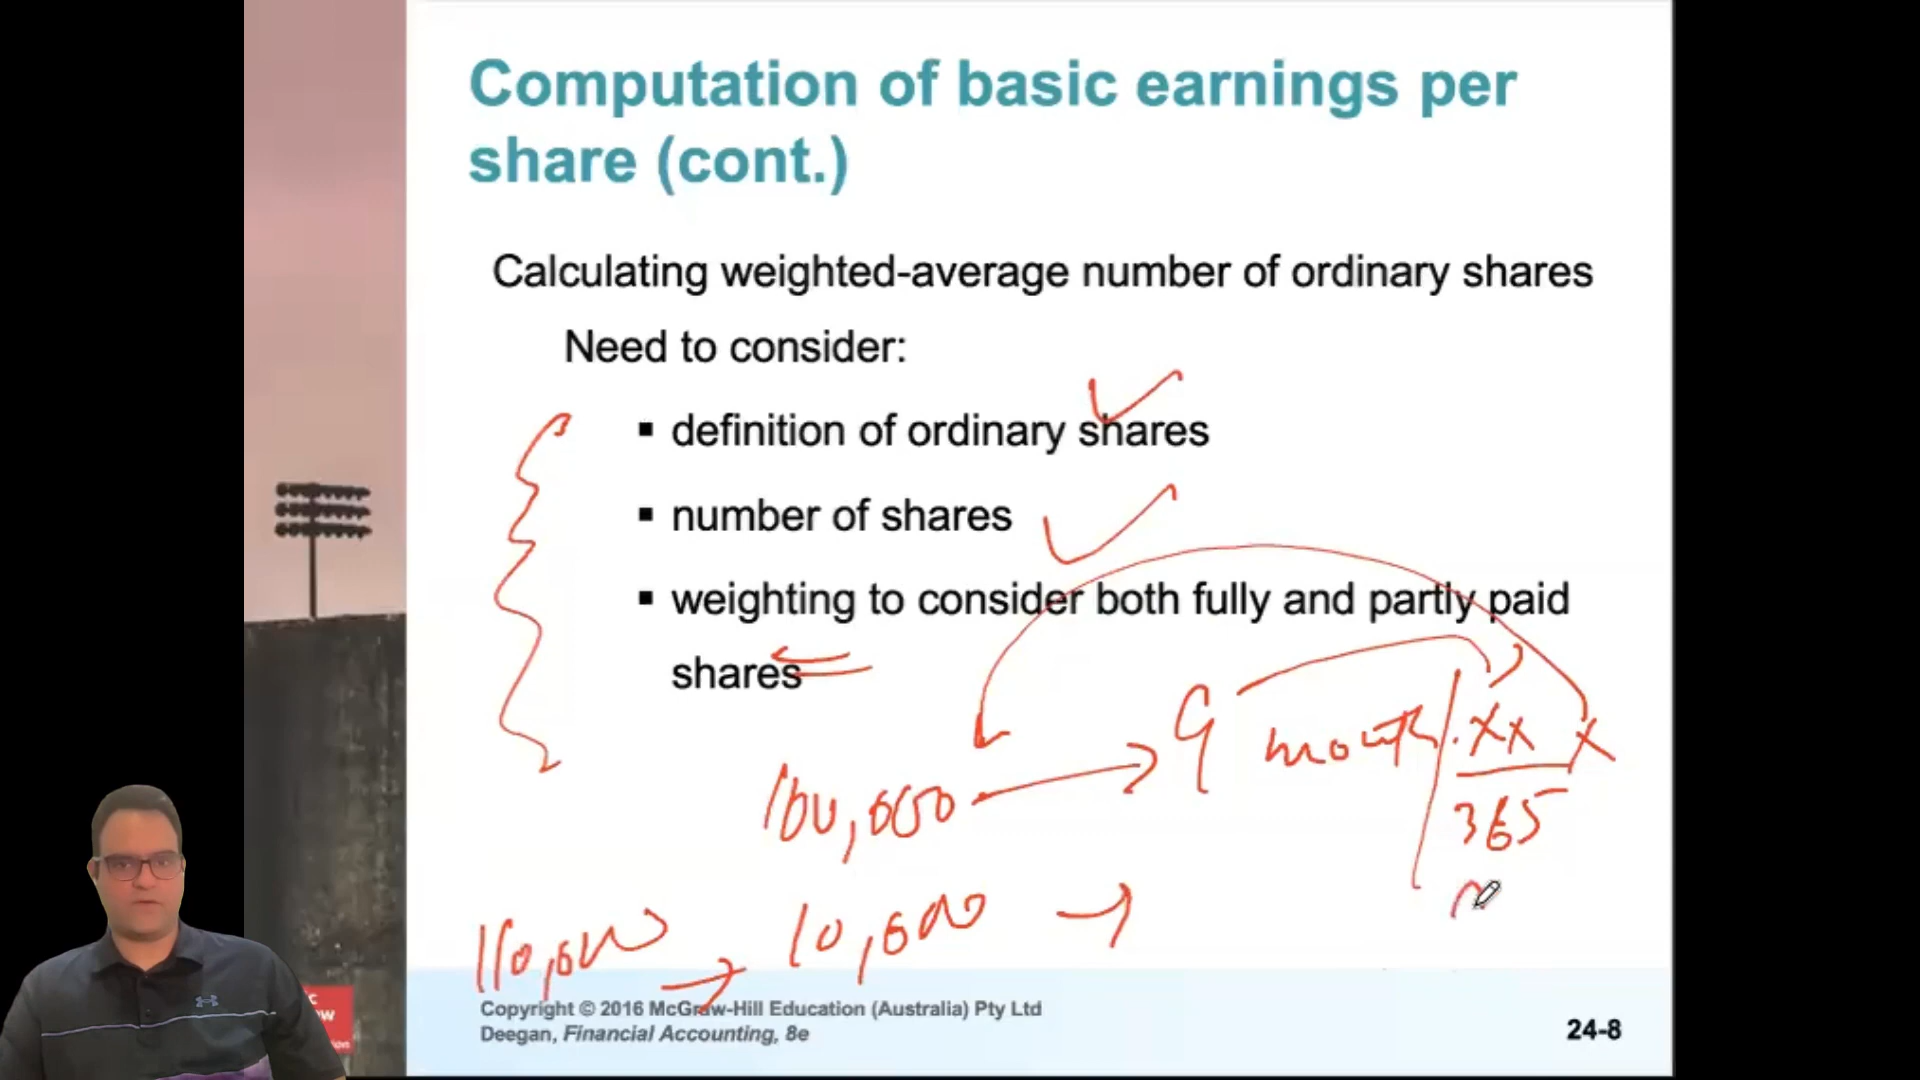 Computation of basic earnings per
share (cont.)
Calculating weighted-average number of ordinary shares
Need to consider:
▪ definition of ordinary shares
▪ number of shares
▪ weighting to consider both fully and partly paid
shares
9 month
xx x
365
100,000
110,000
10,000
Copyright © 2016 McGraw-Hill Education (Australia) Pty Ltd
Deegan, Financial Accounting, 8e
24-8